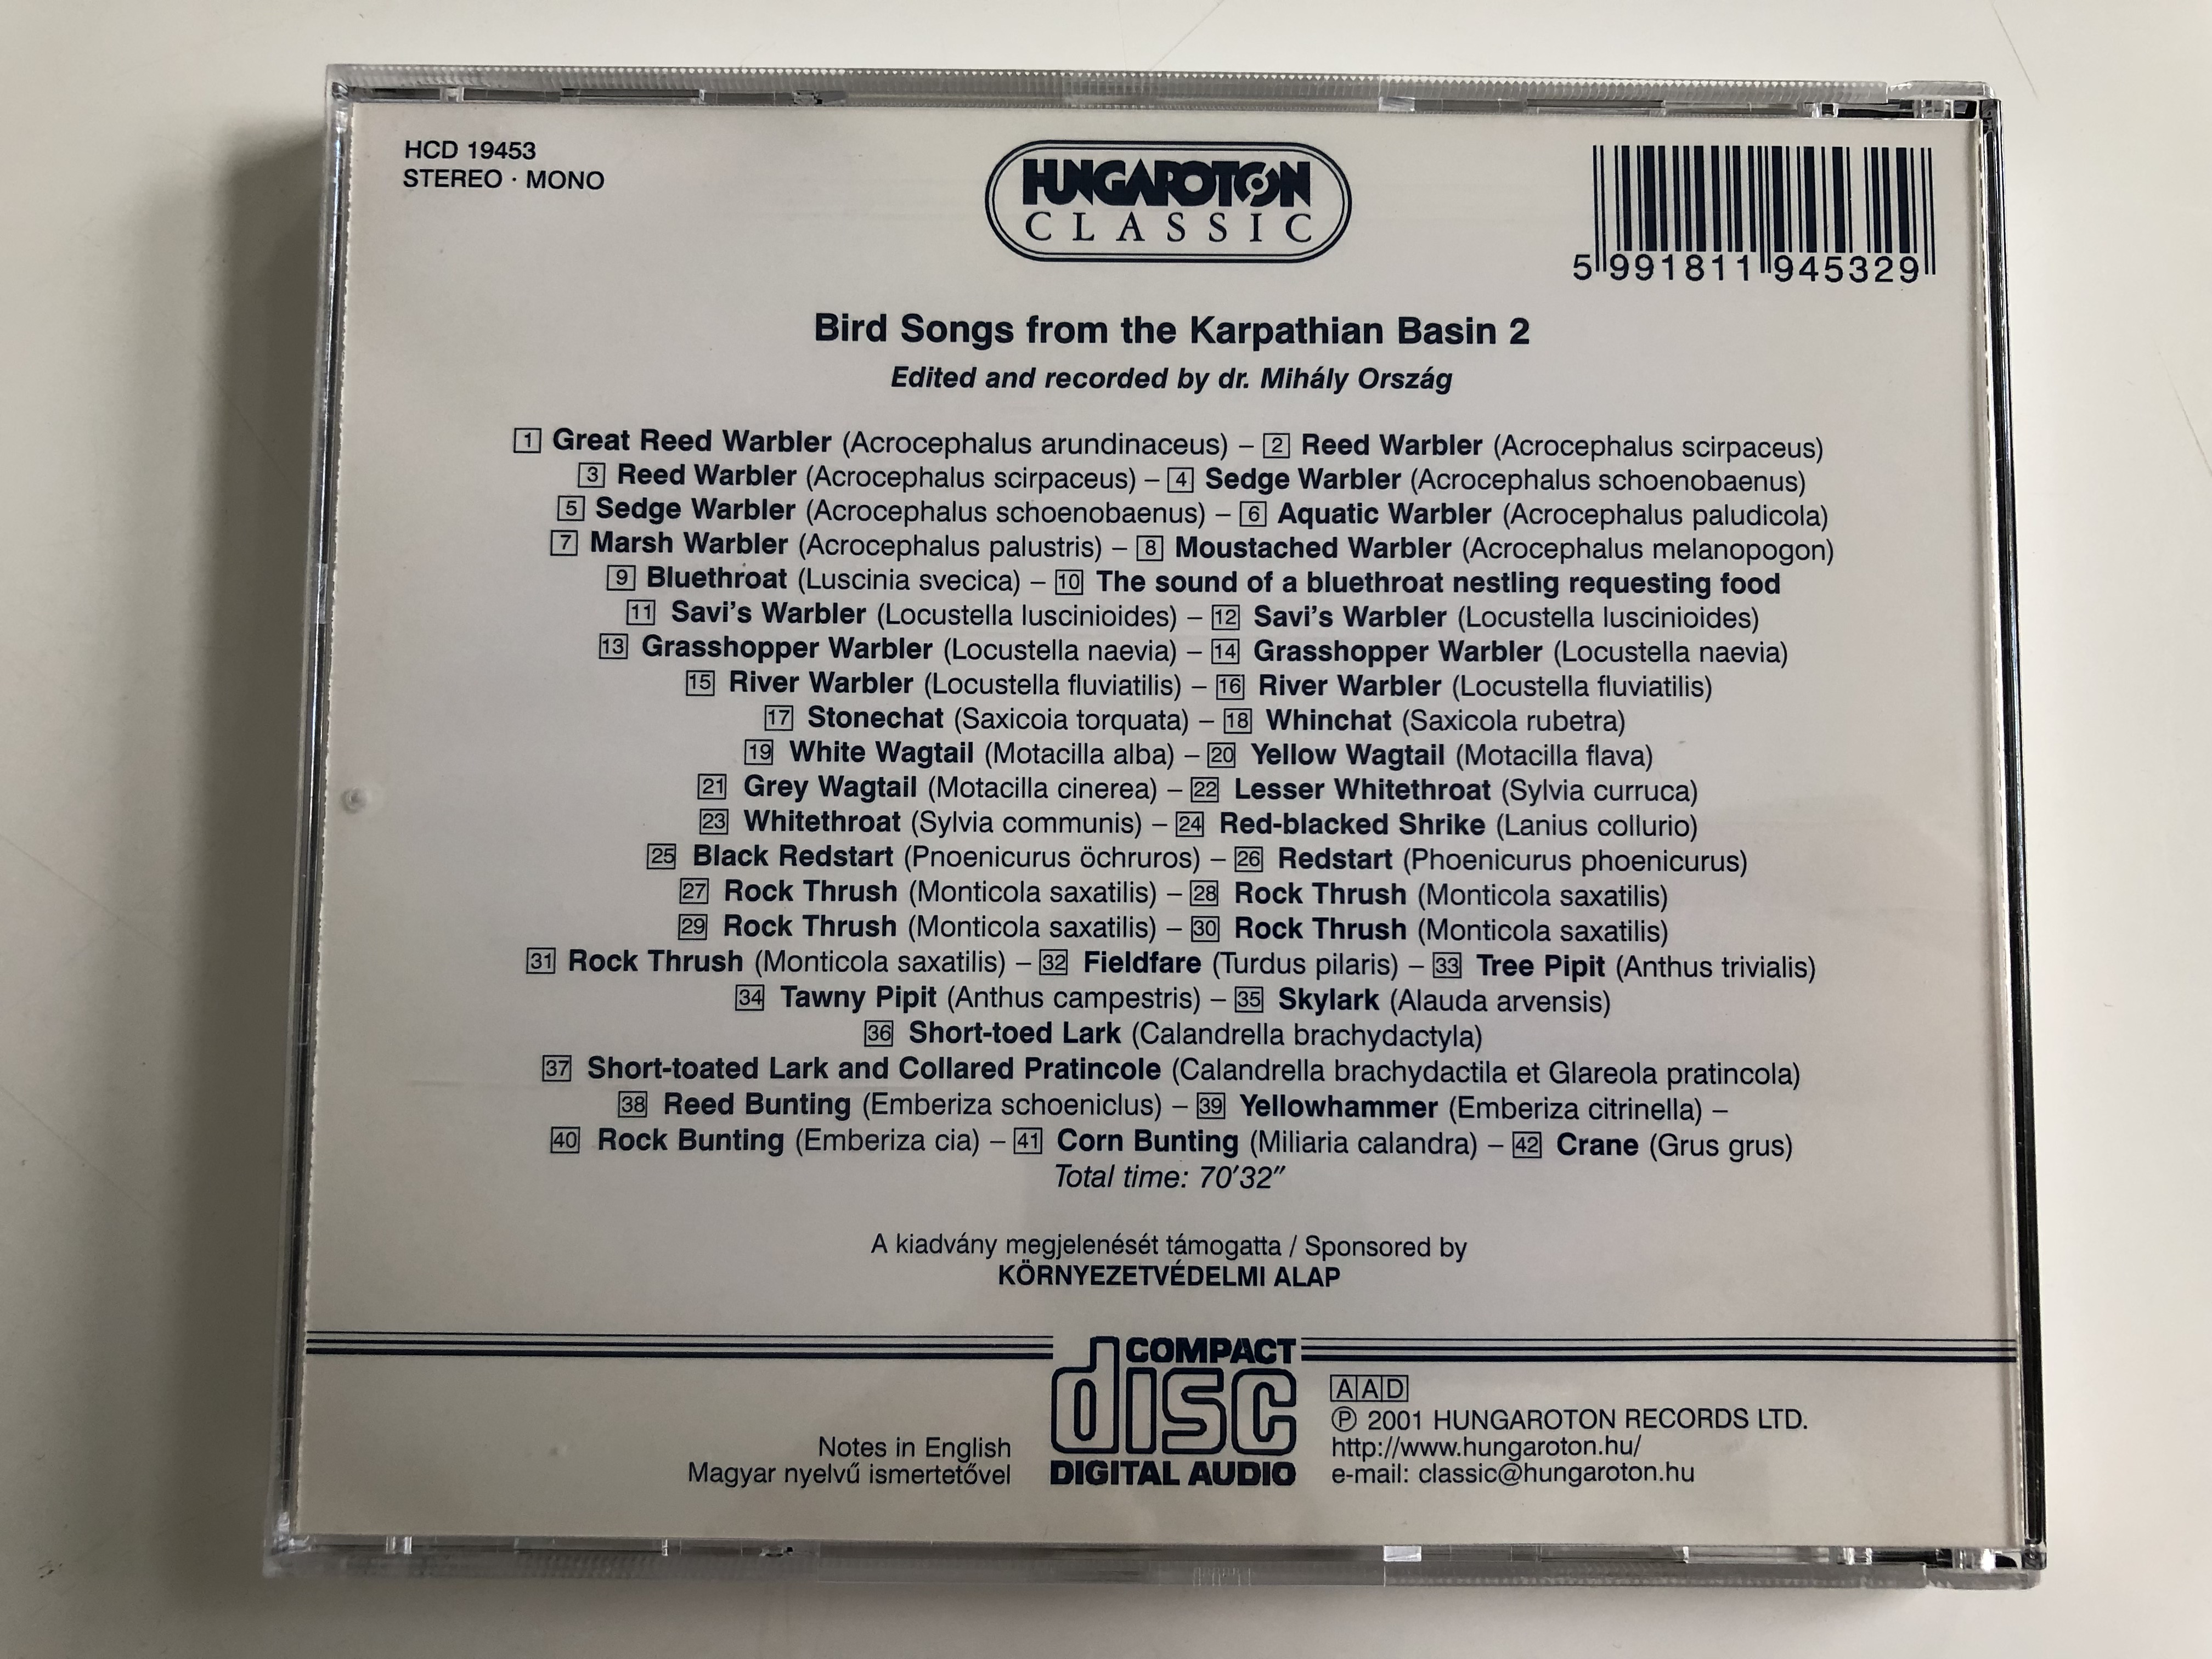 HCD 19453
STEREO · MONO
HUNGAROTON
CLASSIC
5 991811 945329
Bird Songs from the Karpathian Basin 2
Edited and recorded by dr. Mihály Ország
1 Great Reed Warbler (Acrocephalus arundinaceus) – 2 Reed Warbler (Acrocephalus scirpaceus)
3 Reed Warbler (Acrocephalus scirpaceus) – 4 Sedge Warbler (Acrocephalus schoenobaenus)
5 Sedge Warbler (Acrocephalus schoenobaenus) – 6 Aquatic Warbler (Acrocephalus paludicola)
7 Marsh Warbler (Acrocephalus palustris) – 8 Moustached Warbler (Acrocephalus melanopogon)
9 Bluethroat (Luscinia svecica) – 10 The sound of a bluethroat nestling requesting food
11 Savi's Warbler (Locustella luscinioides) – 12 Savi's Warbler (Locustella luscinioides)
13 Grasshopper Warbler (Locustella naevia) – 14 Grasshopper Warbler (Locustella naevia)
15 River Warbler (Locustella fluviatilis) – 16 River Warbler (Locustella fluviatilis)
17 Stonechat (Saxicoia torquata) – 18 Whinchat (Saxicola rubetra)
19 White Wagtail (Motacilla alba) – 20 Yellow Wagtail (Motacilla flava)
21 Grey Wagtail (Motacilla cinerea) – 22 Lesser Whitethroat (Sylvia curruca)
23 Whitethroat (Sylvia communis) – 24 Red-blacked Shrike (Lanius collurio)
25 Black Redstart (Pnoenicurus öchruros) – 26 Redstart (Phoenicurus phoenicurus)
27 Rock Thrush (Monticola saxatilis) – 28 Rock Thrush (Monticola saxatilis)
29 Rock Thrush (Monticola saxatilis) – 30 Rock Thrush (Monticola saxatilis)
31 Rock Thrush (Monticola saxatilis) – 32 Fieldfare (Turdus pilaris) – 33 Tree Pipit (Anthus trivialis)
34 Tawny Pipit (Anthus campestris) – 35 Skylark (Alauda arvensis)
36 Short-toed Lark (Calandrella brachydactyla)
37 Short-toated Lark and Collared Pratincole (Calandrella brachydactila et Glareola pratincola)
38 Reed Bunting (Emberiza schoeniclus) – 39 Yellowhammer (Emberiza citrinella) –
40 Rock Bunting (Emberiza cia) – 41 Corn Bunting (Miliaria calandra) – 42 Crane (Grus grus)
Total time: 70'32"
A kiadvány megjelenését támogatta / Sponsored by
KÖRNYEZETVÉDELMI ALAP
Notes in English
Magyar nyelvű ismertetővel
COMPACT
disc
DIGITAL AUDIO
AAD
℗ 2001 HUNGAROTON RECORDS LTD.
http://www.hungaroton.hu/
e-mail: classic@hungaroton.hu